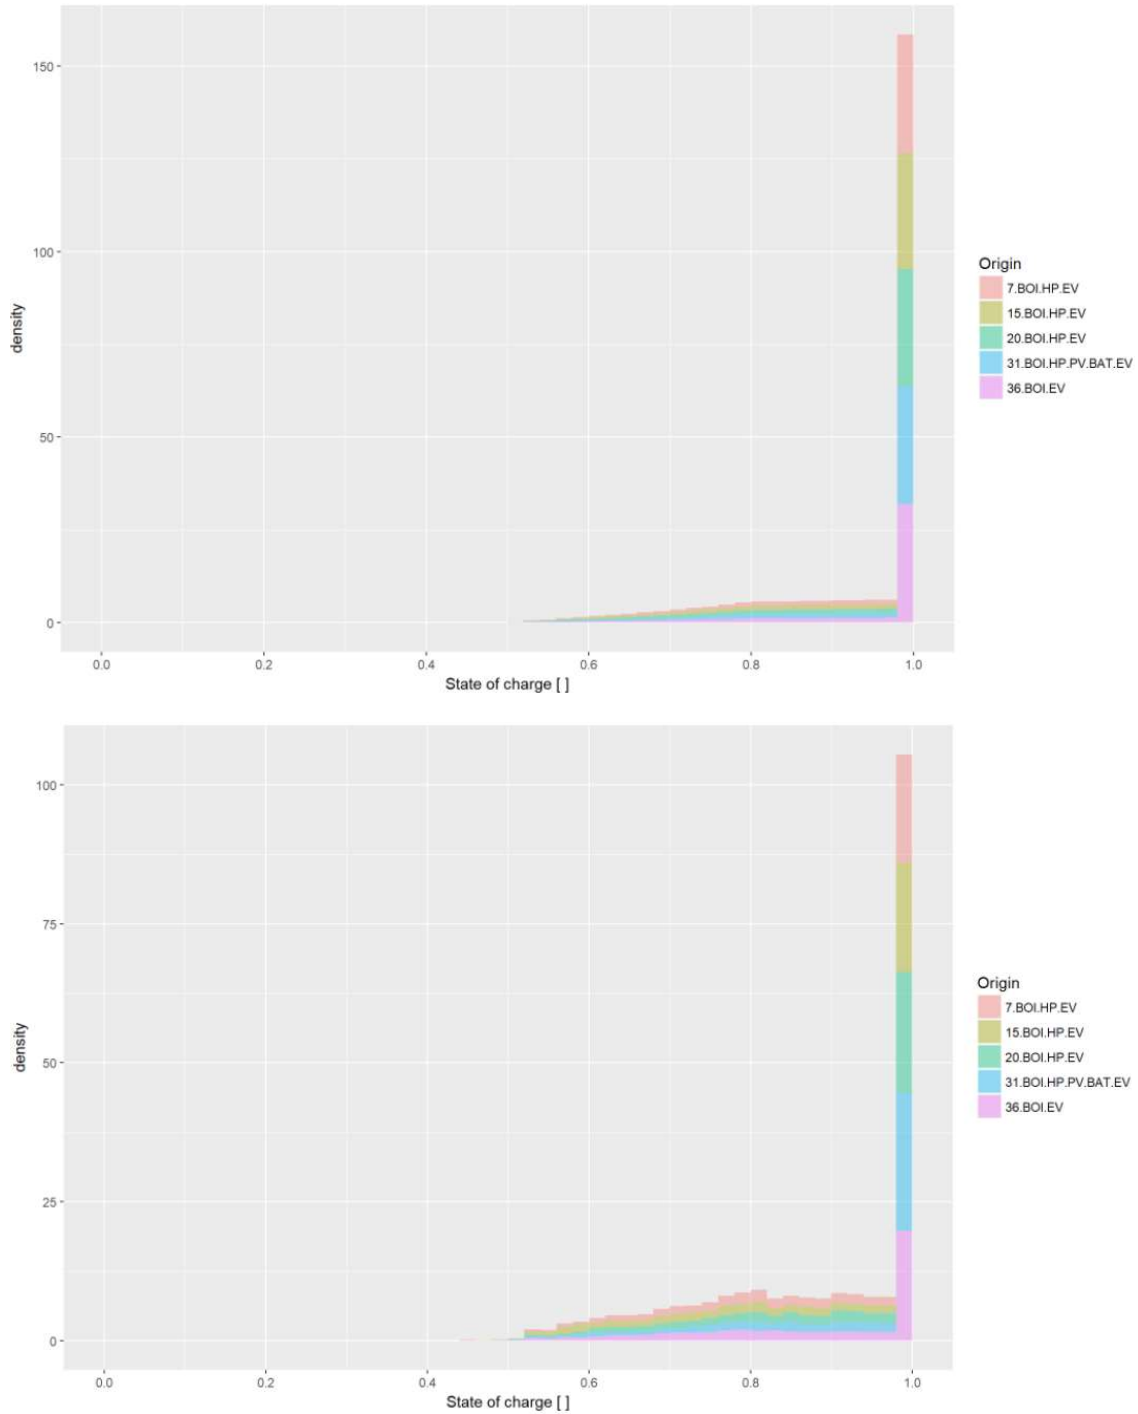 150
100
50
0
density
0.0 0.2 0.4 0.6 0.8 1.0
State of charge [ ]
Origin
7.BOI.HP.EV
15.BOI.HP.EV
20.BOI.HP.EV
31.BOI.HP.PV.BAT.EV
36.BOI.EV
100
75
50
25
0
density
0.0 0.2 0.4 0.6 0.8 1.0
State of charge [ ]
Origin
7.BOI.HP.EV
15.BOI.HP.EV
20.BOI.HP.EV
31.BOI.HP.PV.BAT.EV
36.BOI.EV